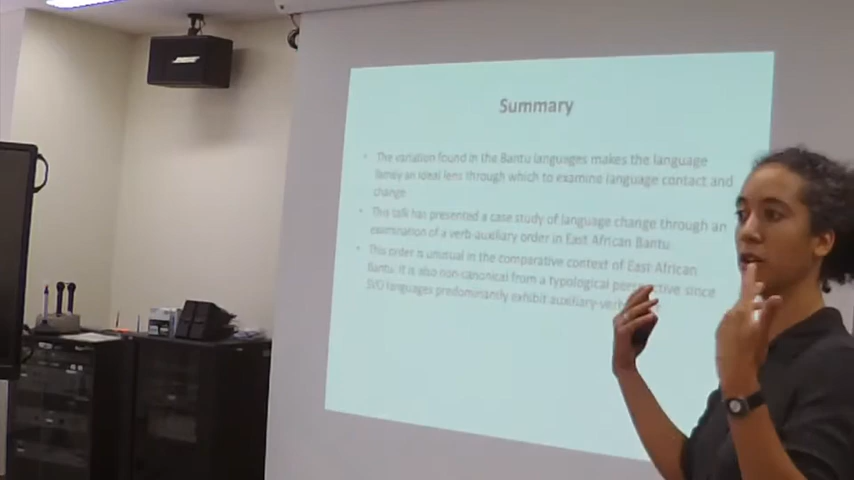 Summary
• The variation found in the Bantu languages makes the language
family an ideal lens through which to examine language contact and
change
• This talk has presented a case study of language change through an
examination of a verb-auxiliary order in East African Bantu.
• This order is unusual in the comparative context of East African
Bantu. It is also non-canonical from a typological perspective since
SVO languages predominantly exhibit auxiliary-verb